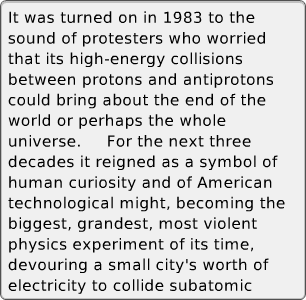 It was turned on in 1983 to the
sound of protesters who worried
that its high-energy collisions
between protons and antiprotons
could bring about the end of the
world or perhaps the whole
universe.     For the next three
decades it reigned as a symbol of
human curiosity and of American
technological might, becoming the
biggest, grandest, most violent
physics experiment of its time,
devouring a small city's worth of
electricity to collide subatomic